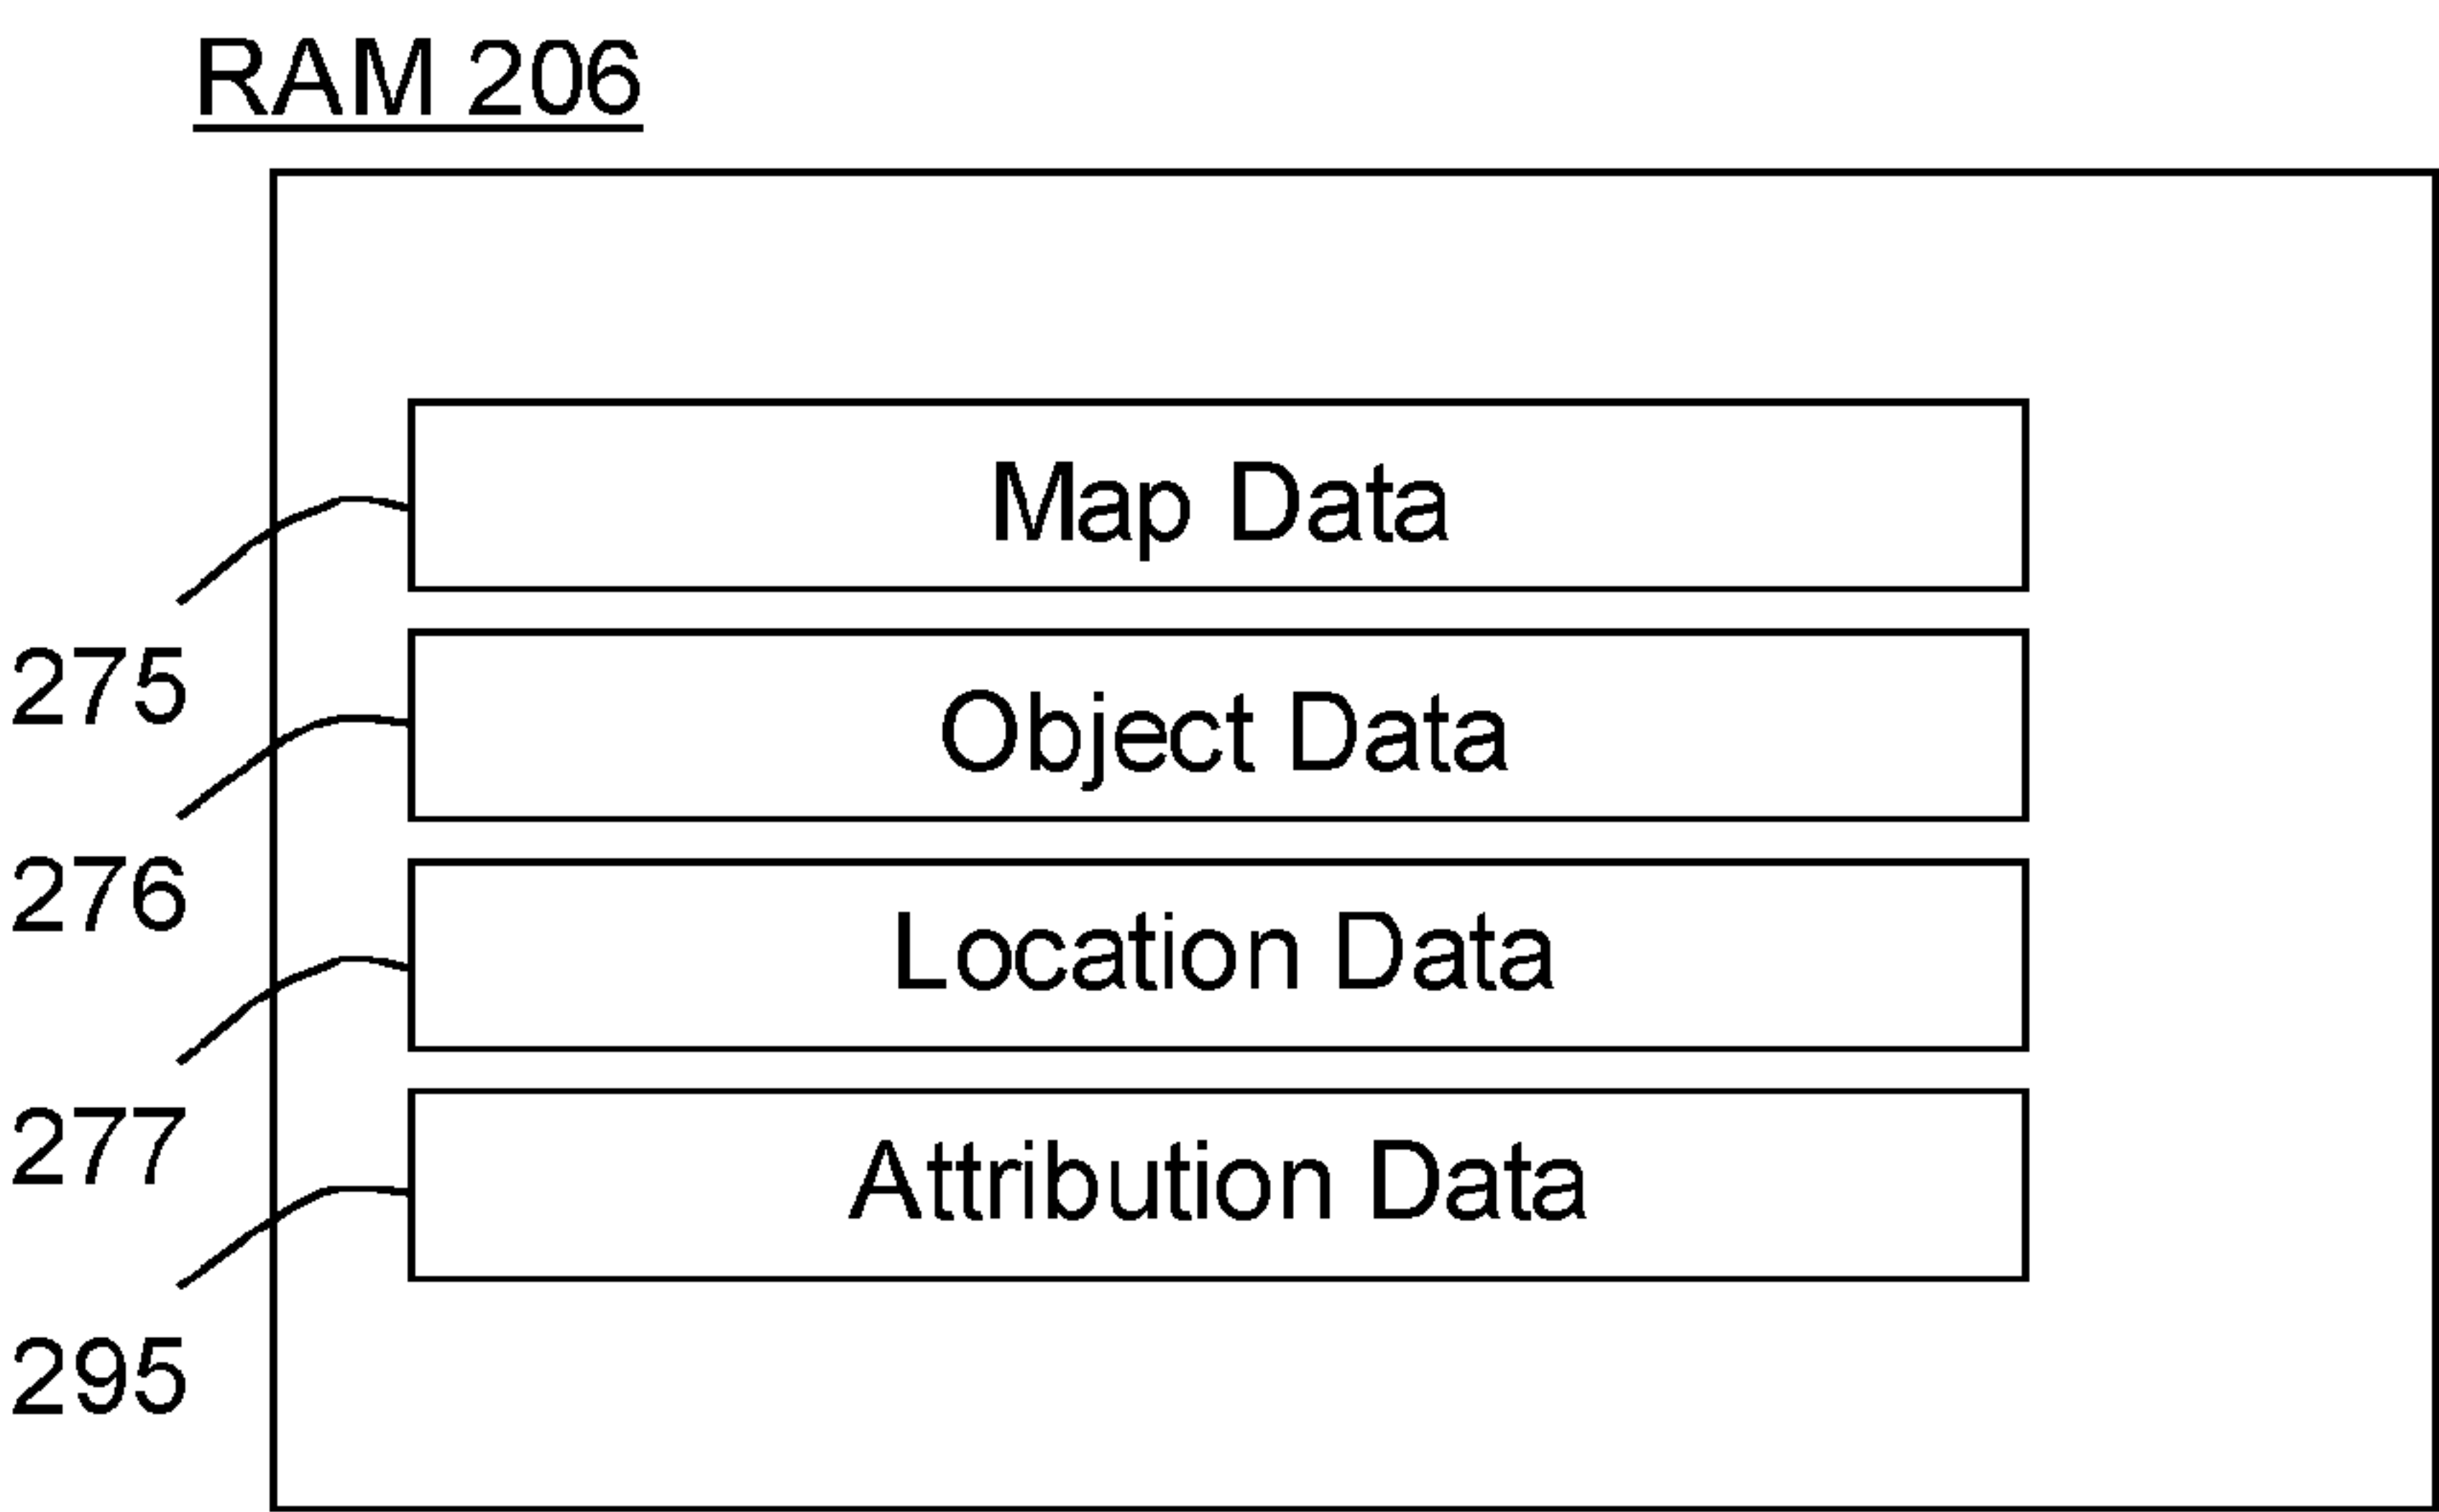 RAM 206
Map Data
275
Object Data
276
Location Data
277
Attribution Data
295